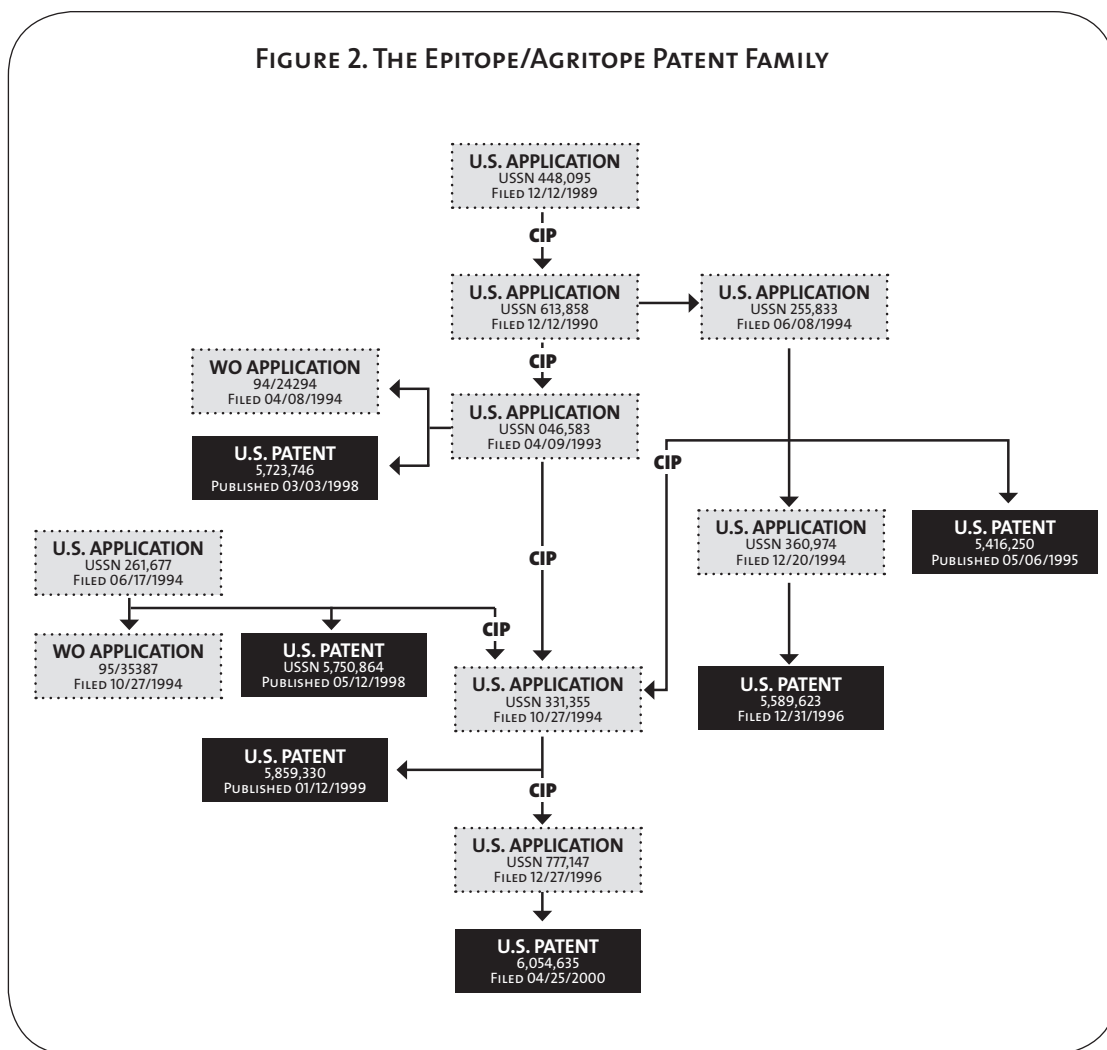 Figure 2. The Epitope/Agritope Patent Family
U.S. APPLICATION
USSN 448,095
Filed 12/12/1989
CIP
U.S. APPLICATION
USSN 613,858
Filed 12/12/1990
U.S. APPLICATION
USSN 255,833
Filed 06/08/1994
CIP
WO APPLICATION
94/24294
Filed 04/08/1994
U.S. APPLICATION
USSN 046,583
Filed 04/09/1993
U.S. PATENT
5,723,746
Published 03/03/1998
CIP
U.S. APPLICATION
USSN 360,974
Filed 12/20/1994
U.S. PATENT
5,416,250
Published 05/06/1995
U.S. APPLICATION
USSN 261,677
Filed 06/17/1994
CIP
CIP
WO APPLICATION
95/35387
Filed 10/27/1994
U.S. PATENT
USSN 5,750,864
Published 05/12/1998
U.S. APPLICATION
USSN 331,355
Filed 10/27/1994
U.S. PATENT
5,589,623
Filed 12/31/1996
U.S. PATENT
5,859,330
Published 01/12/1999
CIP
U.S. APPLICATION
USSN 777,147
Filed 12/27/1996
U.S. PATENT
6,054,635
Filed 04/25/2000